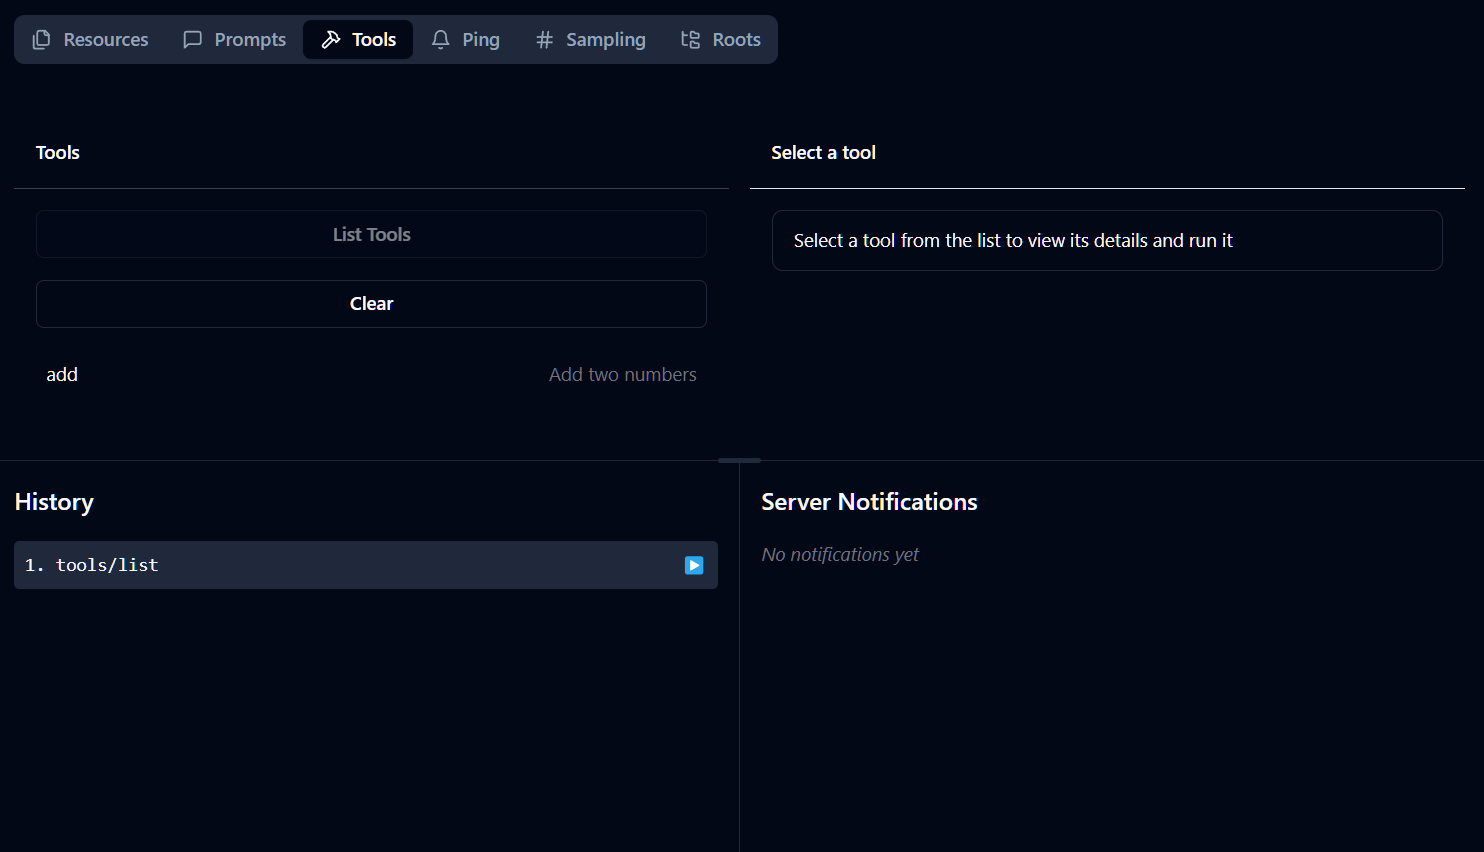 Resources Prompts Tools Ping Sampling Roots
Tools
List Tools
Clear
add Add two numbers
Select a tool
Select a tool from the list to view its details and run it
History
1. tools/list
Server Notifications
No notifications yet